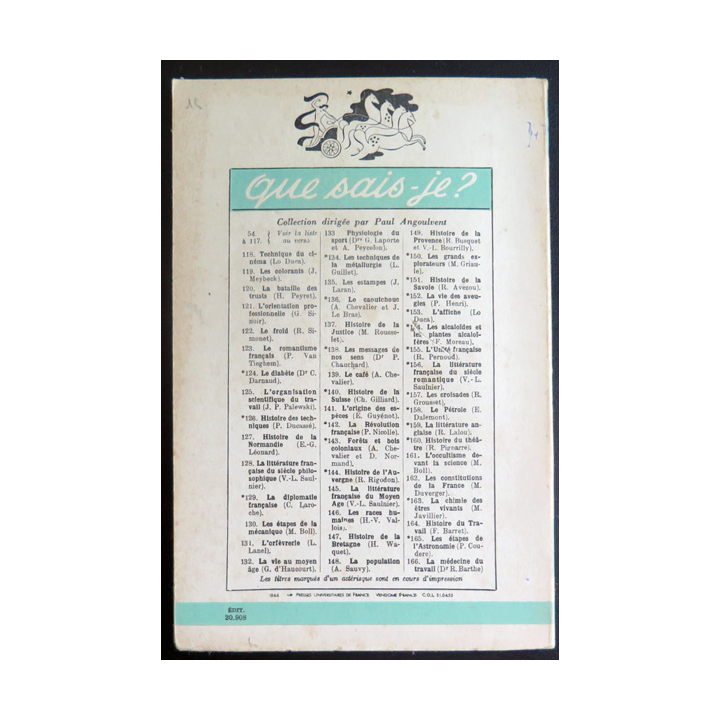 que sais-je?
Collection dirigée par Paul Angoulvent
54 { Voir la liste
à 117. { au verso
118. Technique du ci-
néma (Lo Duca).
119. Les colorants (J.
Meybeck).
120. La bataille des
trusts (H. Peyret).
121. L'orientation pro-
fessionnelle (G. Si-
noir).
122. Le froid (R. Si-
monet).
123. Le romantisme
français (P. Van
Tieghem).
*124. Le diabète (Dr C.
Darnaud).
125. L'organisation
scientifique du tra-
vail (J. P. Palewski).
*126. Histoire des tech-
niques (P. Ducassé).
127. Histoire de la
Normandie (E.-G.
Léonard).
128. La littérature fran-
çaise du siècle philo-
sophique (V.-L. Saul-
nier).
*129. La diplomatie
française (C. Laro-
che).
130. Les étapes de la
mécanique (M. Boll).
131. L'orfèvrerie (L.
Lanel).
132. La vie au moyen
âge (G. d'Haucourt).
133 Physiologie du
sport (Drs G. Laporte
et A. Peycelon).
*134. Les techniques de
la métallurgie (L.
Guillet).
135. Les estampes (J.
Laran).
*136. Le caoutchouc
(A. Chevalier et J.
Le Bras).
137. Histoire de la
Justice (M. Rousse-
let).
*138. Les messages de
nos sens (Dr P.
Chauchard).
139. Le café (A. Che-
valier).
*140. Histoire de la
Suisse (Ch. Gilliard).
141. L'origine des es-
pèces (E. Guyénot).
*142. La Révolution
française (P. Nicolle).
*143. Forêts et bois
coloniaux (A. Che-
valier et D. Nor-
mand).
*144. Histoire de l'Au-
vergne (R. Rigodon).
145. La littérature
française du Moyen
Age (V.-L. Saulnier).
146. Les races hu-
maines (H.-V. Val-
lois).
147. Histoire de la
Bretagne (H. Wa-
quet).
148. La population
(A. Sauvy).
149. Histoire de la
Provence (R. Busquet
et V.-L. Bourrilly).
*150. Les grands ex-
plorateurs (M. Griau-
le).
*151. Histoire de la
Savoie (R. Avezou).
*152. La vie des aveu-
gles (P. Henri).
*153. L'affiche (Lo
Duca).
Les alcaloïdes et
les plantes alcaloï-
fères (F. Moreau).
*155. L'Unité française
(R. Pernoud).
*156. La littérature
française du siècle
romantique (V.-L.
Saulnier).
*157. Les croisades (R.
Grousset).
*158. Le Pétrole (E.
Dalemont).
*159. La littérature an-
glaise (R. Lalou).
*160. Histoire du théâ-
tre (R. Pignarre).
161. L'occultisme de-
vant la science (M.
Boll).
162. Les constitutions
de la France (M.
Duverger).
*163. La chimie des
êtres vivants (M.
Javillier).
164. Histoire du Tra-
vail (F. Barret).
*165. Les étapes de
l'Astronomie (P. Cou-
derc).
166. La médecine du
travail (Dr R. Barthe)
Les titres marqués d'un astérisque sont en cours d'impression
PRESSES UNIVERSITAIRES DE FRANCE VENDOME (FRANCE) C.O.L. 31.0433
ÉDIT.
20.908